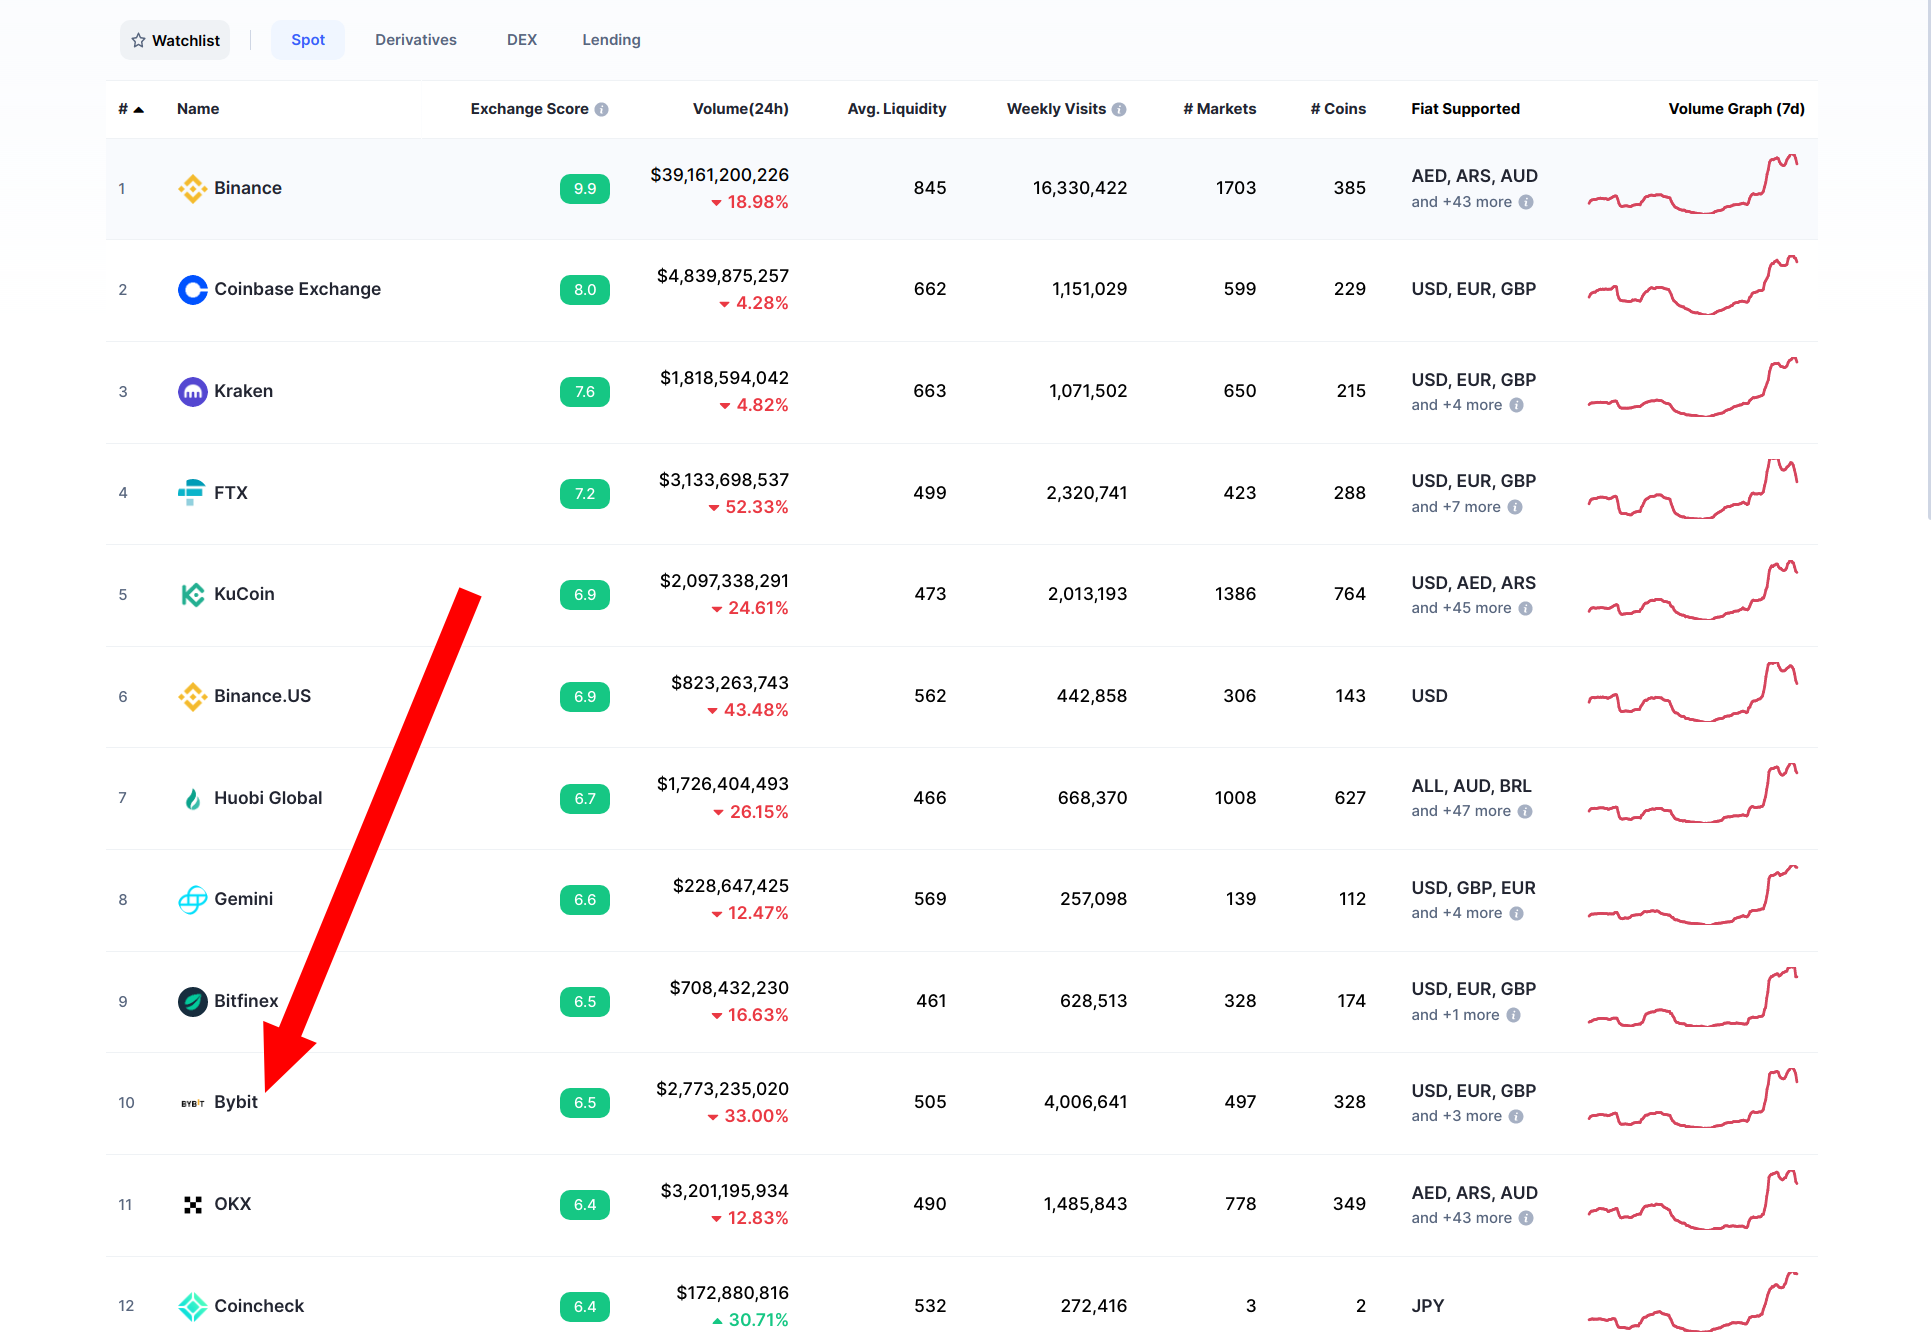 Watchlist Spot Derivatives DEX Lending
# Name Exchange Score Volume(24h) Avg. Liquidity Weekly Visits # Markets # Coins Fiat Supported Volume Graph (7d)
1 Binance 9.9 $39,161,200,226 845 16,330,422 1703 385 AED, ARS, AUD
18.98% and +43 more
2 Coinbase Exchange 8.0 $4,839,875,257 662 1,151,029 599 229 USD, EUR, GBP
4.28%
3 Kraken 7.6 $1,818,594,042 663 1,071,502 650 215 USD, EUR, GBP
4.82% and +4 more
4 FTX 7.2 $3,133,698,537 499 2,320,741 423 288 USD, EUR, GBP
52.33% and +7 more
5 KuCoin 6.9 $2,097,338,291 473 2,013,193 1386 764 USD, AED, ARS
24.61% and +45 more
6 Binance.US 6.9 $823,263,743 562 442,858 306 143 USD
43.48%
7 Huobi Global 6.7 $1,726,404,493 466 668,370 1008 627 ALL, AUD, BRL
26.15% and +47 more
8 Gemini 6.6 $228,647,425 569 257,098 139 112 USD, GBP, EUR
12.47% and +4 more
9 Bitfinex 6.5 $708,432,230 461 628,513 328 174 USD, EUR, GBP
16.63% and +1 more
10 BYBIT Bybit 6.5 $2,773,235,020 505 4,006,641 497 328 USD, EUR, GBP
33.00% and +3 more
11 OKX 6.4 $3,201,195,934 490 1,485,843 778 349 AED, ARS, AUD
12.83% and +43 more
12 Coincheck 6.4 $172,880,816 532 272,416 3 2 JPY
30.71%